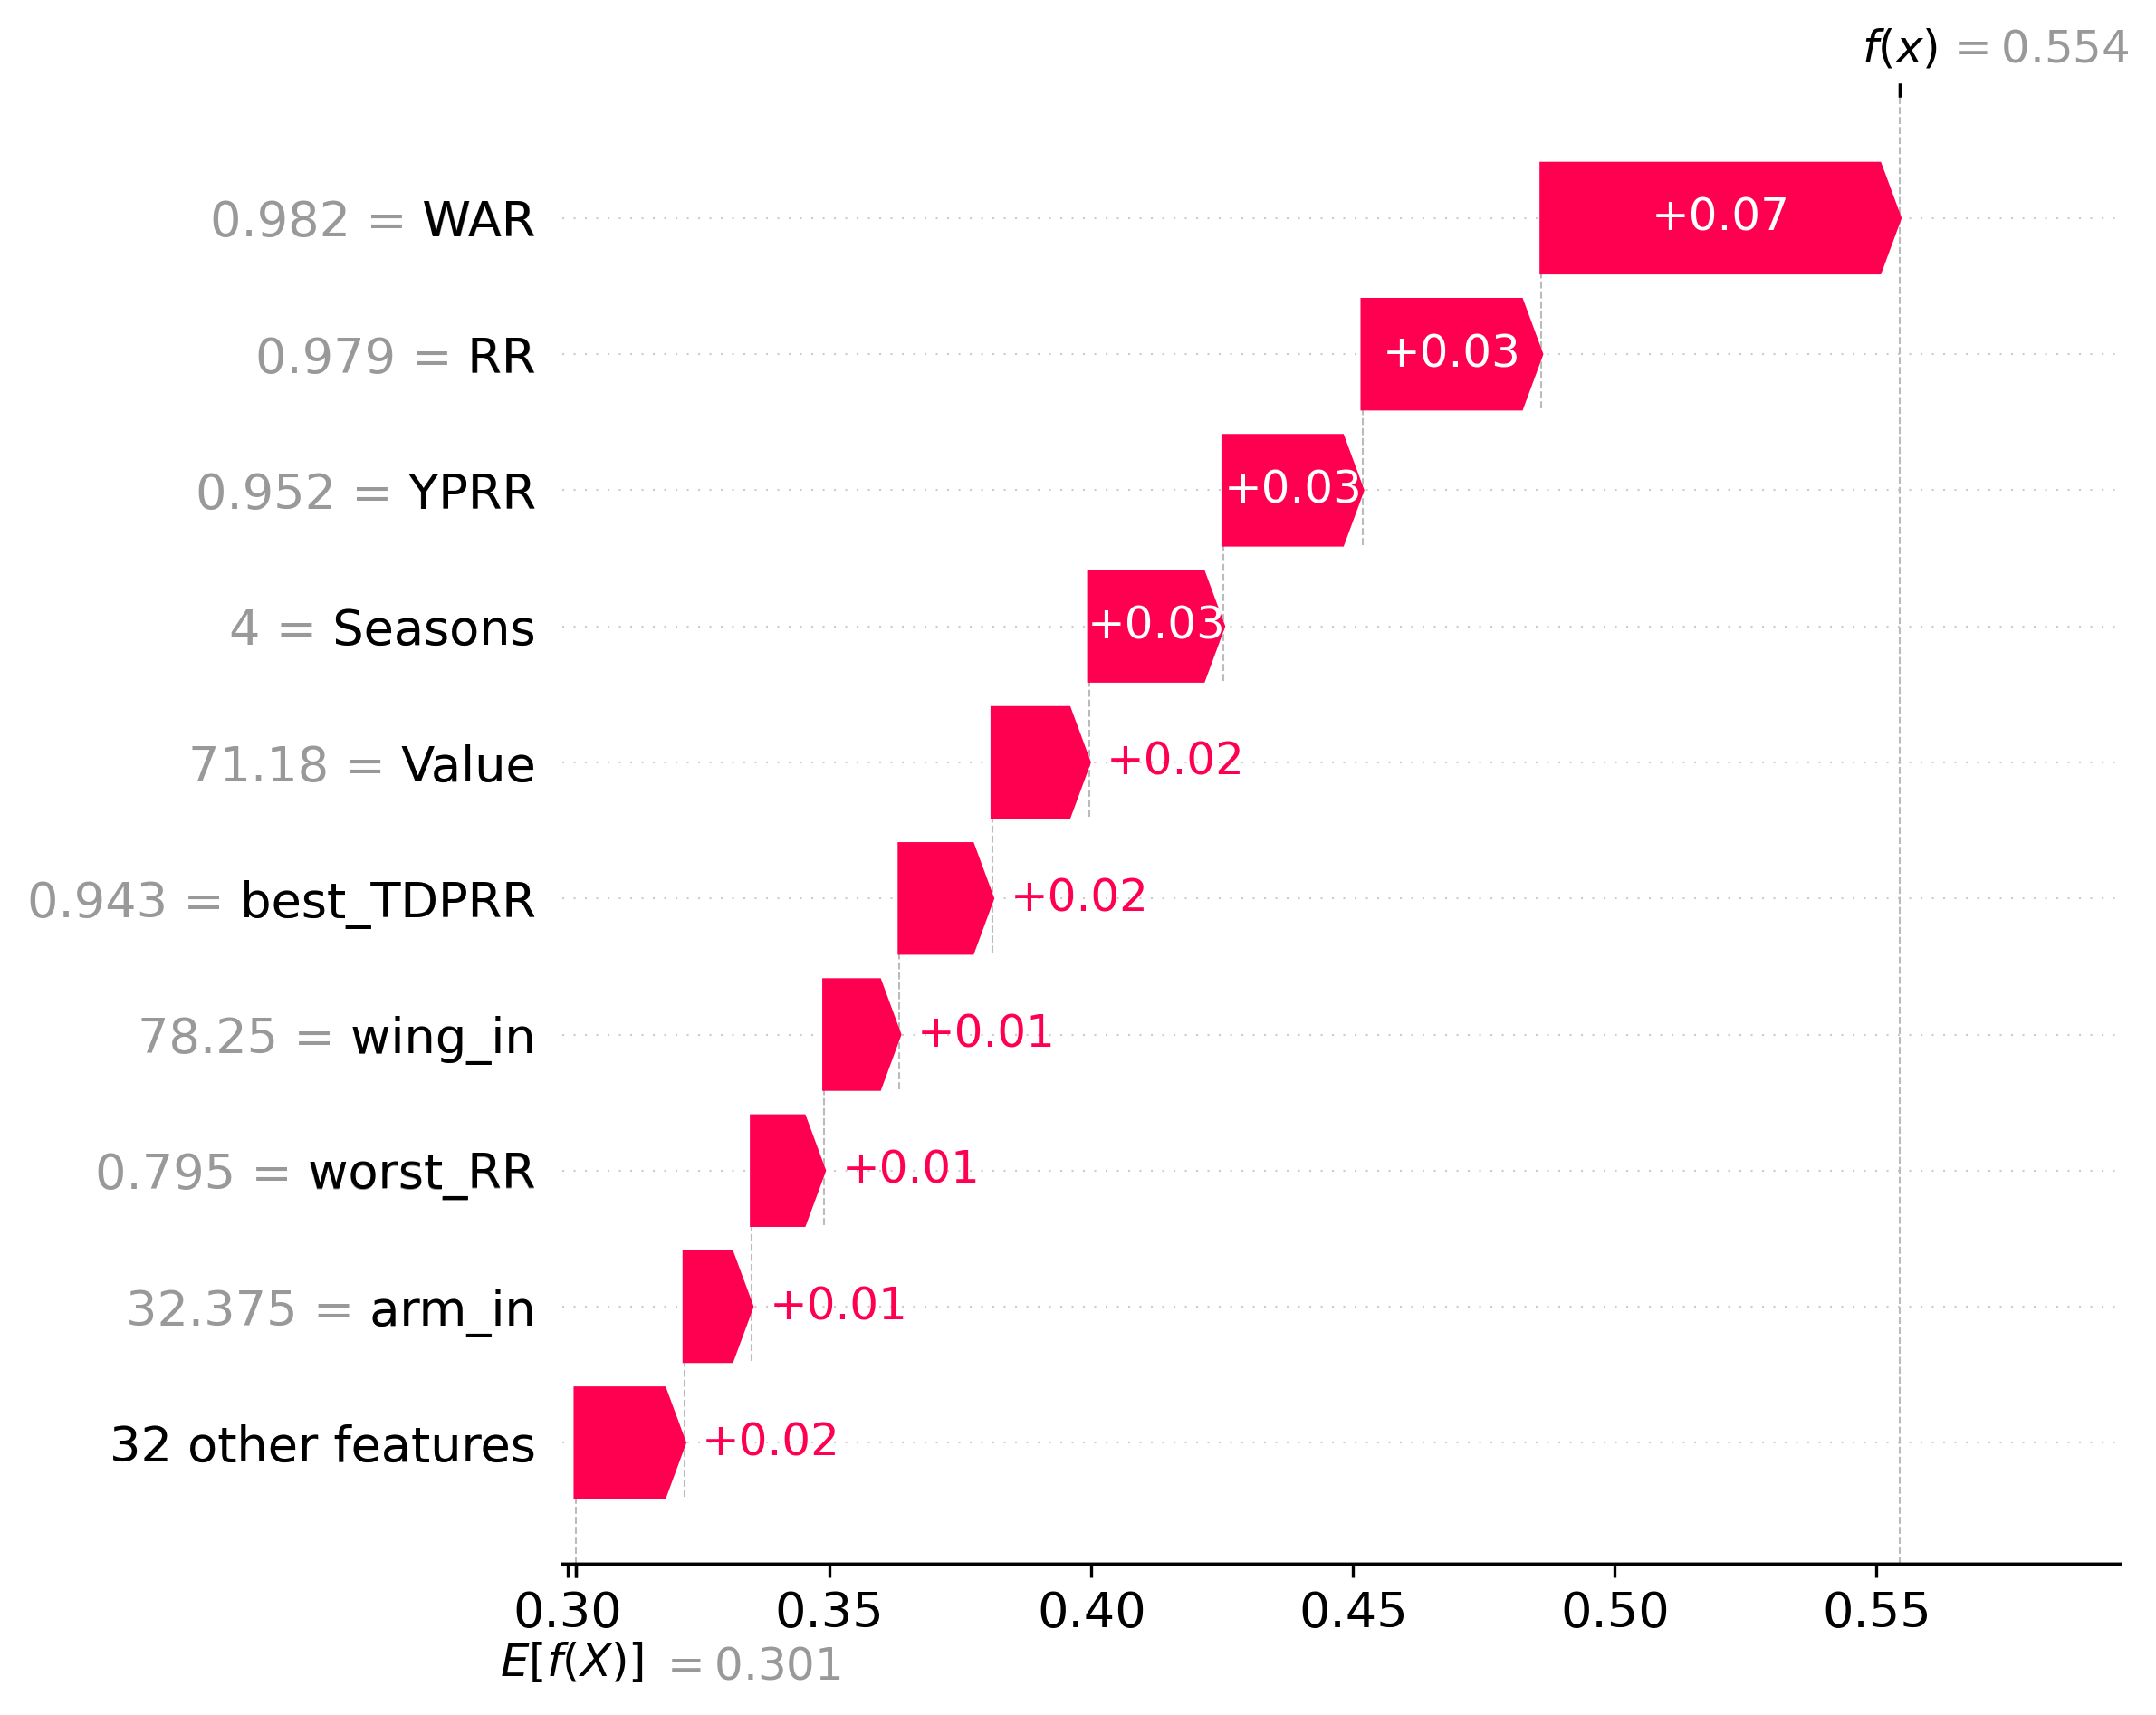 f(x) = 0.554
0.982 = WAR
+0.07
0.979 = RR
+0.03
0.952 = YPRR
+0.03
4 = Seasons
+0.03
71.18 = Value
+0.02
0.943 = best_TDPRR
+0.02
78.25 = wing_in
+0.01
0.795 = worst_RR
+0.01
32.375 = arm_in
+0.01
32 other features
+0.02
0.30 0.35 0.40 0.45 0.50 0.55
E[f(X)] = 0.301